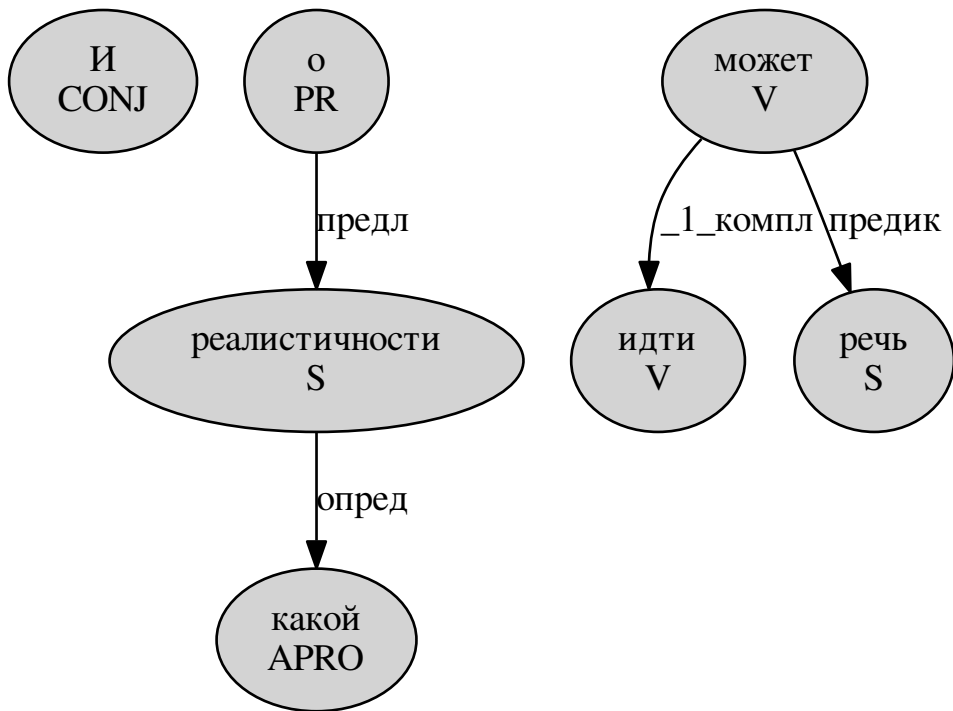 И
CONJ
о
PR
может
V
предл
_1_компл
предик
реалистичности
S
идти
V
речь
S
опред
какой
APRO